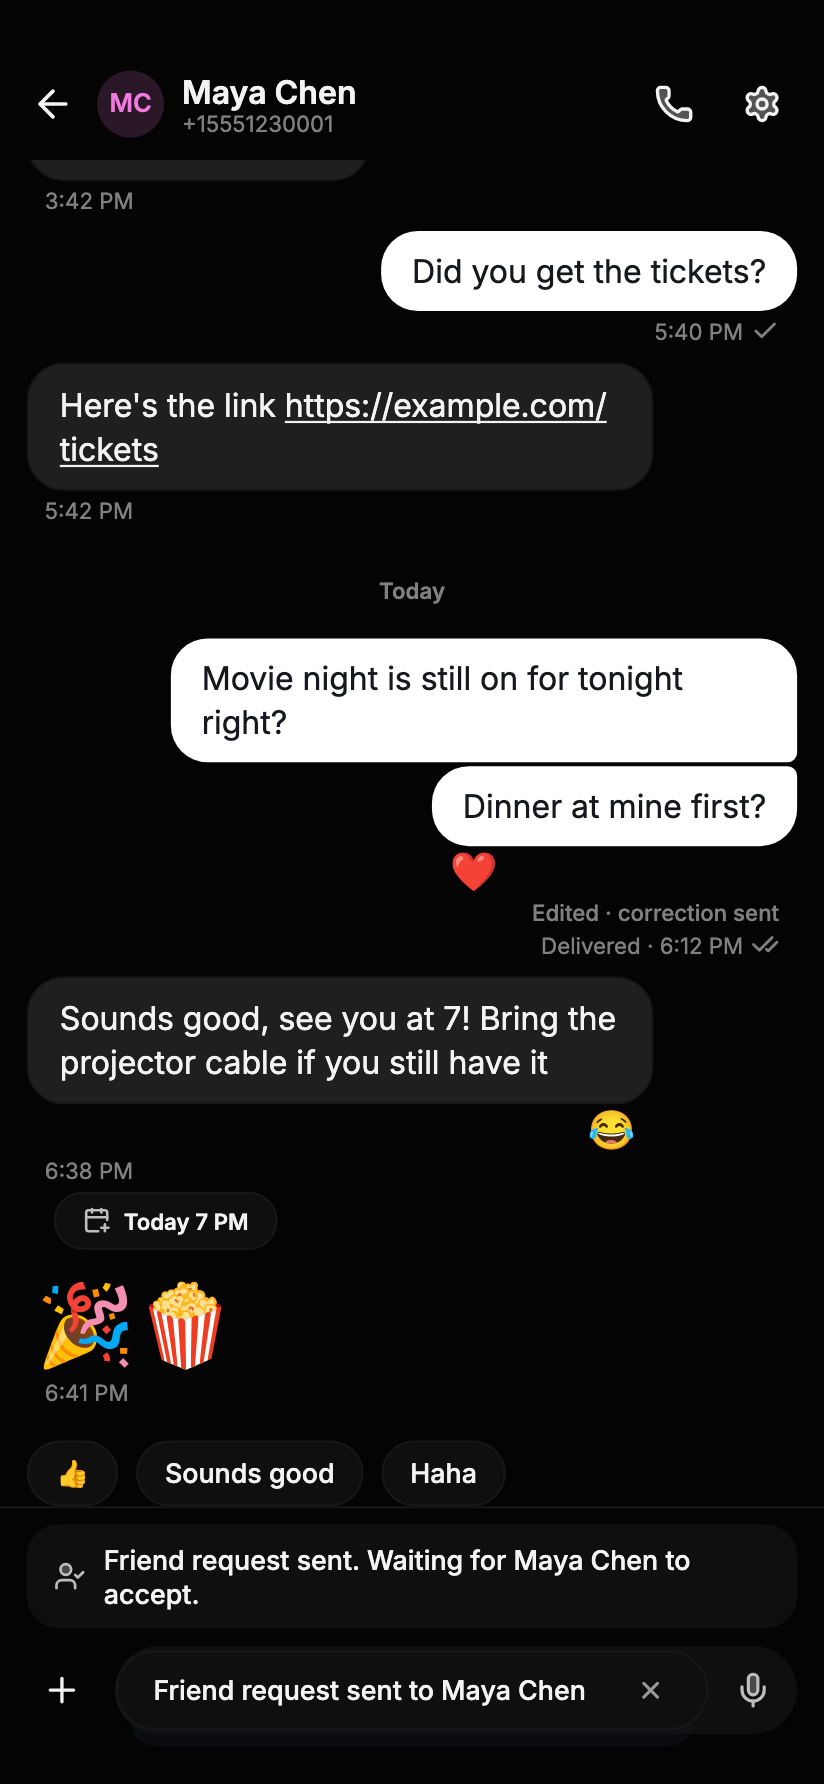 MC
Maya Chen
+15551230001
3:42 PM
Did you get the tickets?
5:40 PM
Here's the link https://example.com/
tickets
5:42 PM
Today
Movie night is still on for tonight
right?
Dinner at mine first?
❤️
Edited · correction sent
Delivered · 6:12 PM
Sounds good, see you at 7! Bring the
projector cable if you still have it
😂
6:38 PM
Today 7 PM
🎉🍿
6:41 PM
👍 Sounds good Haha
Friend request sent. Waiting for Maya Chen to
accept.
Friend request sent to Maya Chen